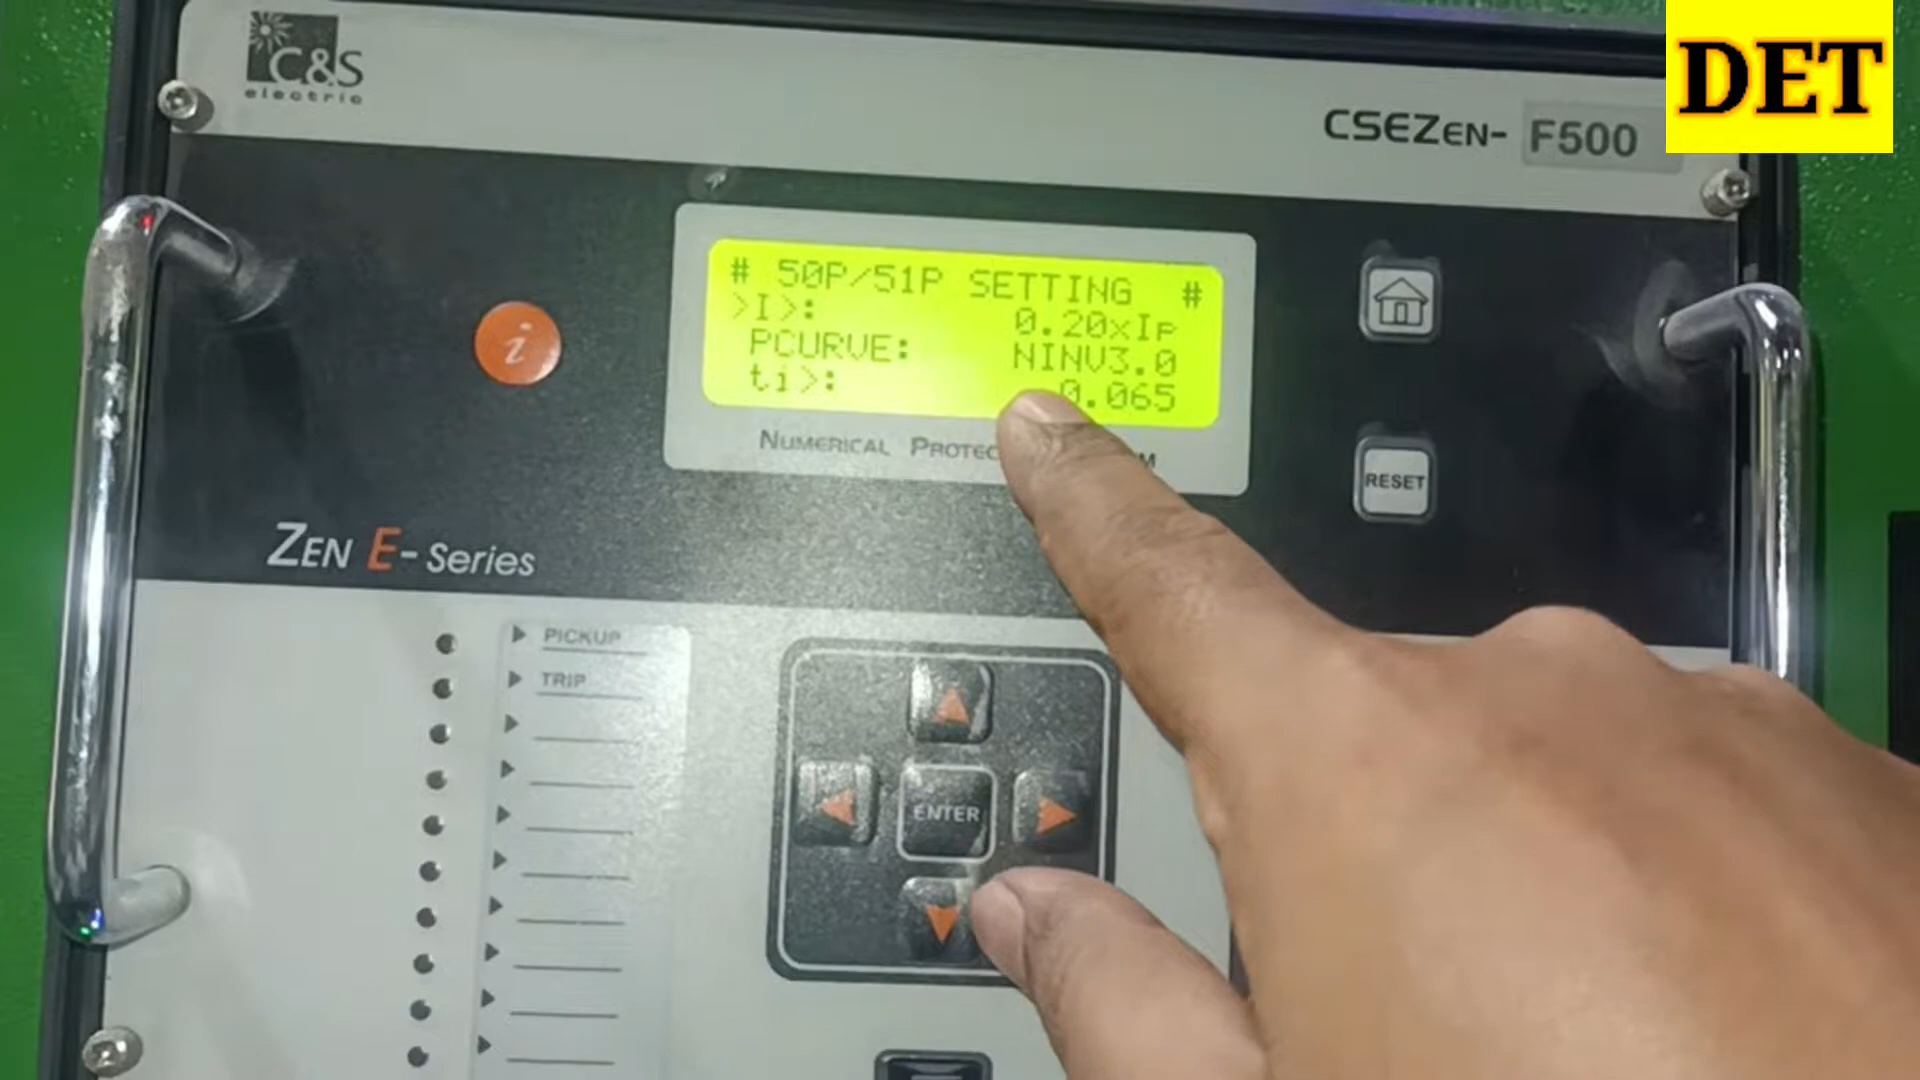 C&S
electric
CSEZEN- F500
DET
# 50P/51P SETTING #
>I>: 0.20xIp
PCURVE: NINV3.0
ti>: 0.065
NUMERICAL
i
RESET
ZEN E- Series
PICKUP
TRIP
ENTER